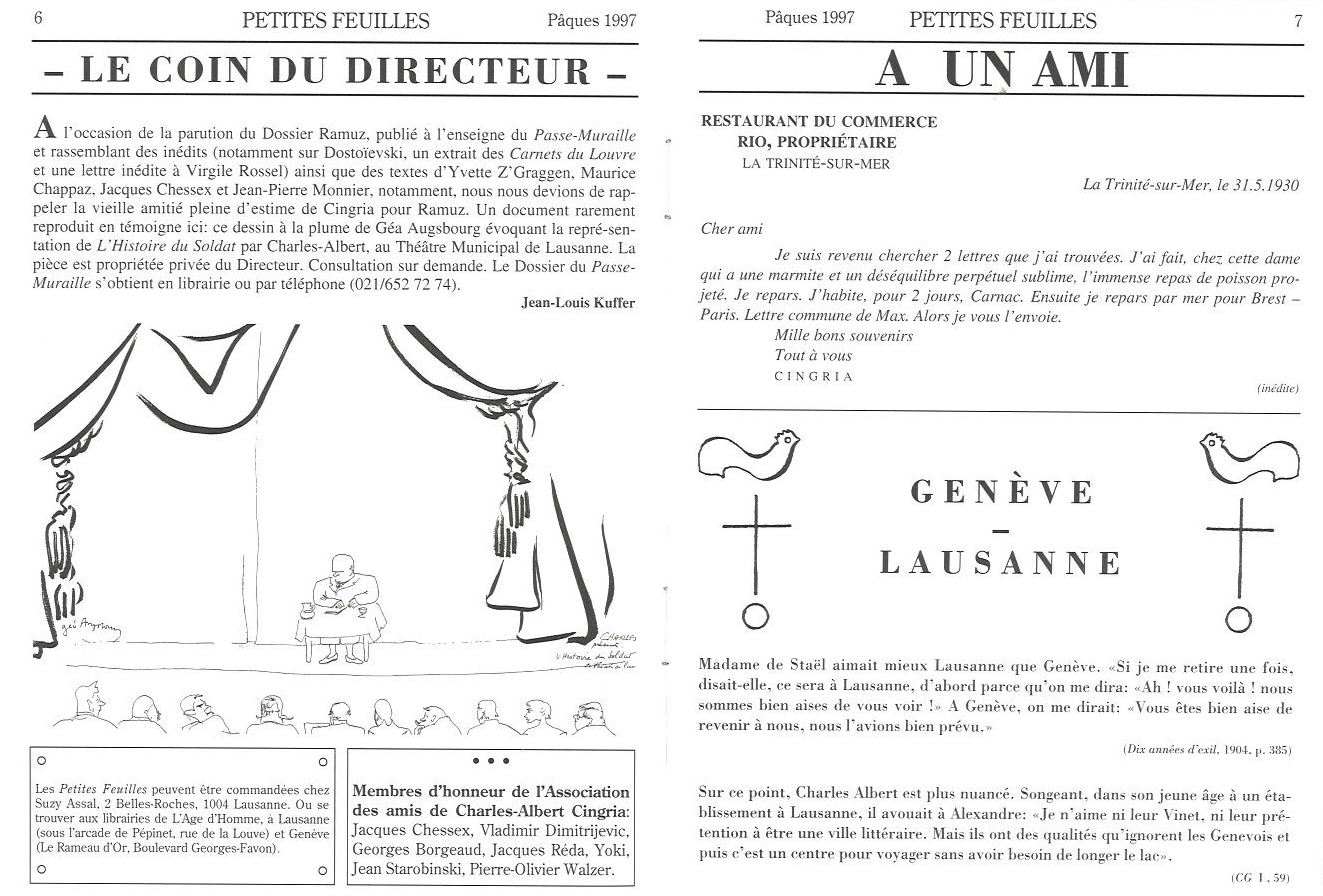 6 PETITES FEUILLES Pâques 1997
– LE COIN DU DIRECTEUR –
A l'occasion de la parution du Dossier Ramuz, publié à l'enseigne du Passe-Muraille
et rassemblant des inédits (notamment sur Dostoïevski, un extrait des Carnets du Louvre
et une lettre inédite à Virgile Rossel) ainsi que des textes d'Yvette Z'Graggen, Maurice
Chappaz, Jacques Chessex et Jean-Pierre Monnier, notamment, nous nous devions de rap-
peler la vieille amitié pleine d'estime de Cingria pour Ramuz. Un document rarement
reproduit en témoigne ici: ce dessin à la plume de Géa Augsbourg évoquant la repré-sen-
tation de L'Histoire du Soldat par Charles-Albert, au Théâtre Municipal de Lausanne. La
pièce est propriétée privée du Directeur. Consultation sur demande. Le Dossier du Passe-
Muraille s'obtient en librairie ou par téléphone (021/652 72 74).
Jean-Louis Kuffer
CHARLES
L'Histoire du Soldat
Les Petites Feuilles peuvent être commandées chez
Suzy Assal, 2 Belles-Roches, 1004 Lausanne. Ou se
trouver aux librairies de L'Age d'Homme, à Lausanne
(sous l'arcade de Pépinet, rue de la Louve) et Genève
(Le Rameau d'Or, Boulevard Georges-Favon).
• • •
Membres d'honneur de l'Association
des amis de Charles-Albert Cingria:
Jacques Chessex, Vladimir Dimitrijevic,
Georges Borgeaud, Jacques Réda, Yoki,
Jean Starobinski, Pierre-Olivier Walzer.
Pâques 1997 PETITES FEUILLES 7
A UN AMI
RESTAURANT DU COMMERCE
RIO, PROPRIÉTAIRE
LA TRINITÉ-SUR-MER
La Trinité-sur-Mer, le 31.5.1930
Cher ami
Je suis revenu chercher 2 lettres que j'ai trouvées. J'ai fait, chez cette dame
qui a une marmite et un déséquilibre perpétuel sublime, l'immense repas de poisson pro-
jeté. Je repars. J'habite, pour 2 jours, Carnac. Ensuite je repars par mer pour Brest –
Paris. Lettre commune de Max. Alors je vous l'envoie.
Mille bons souvenirs
Tout à vous
CINGRIA
(inédite)
GENÈVE
–
LAUSANNE
Madame de Staël aimait mieux Lausanne que Genève. «Si je me retire une fois,
disait-elle, ce sera à Lausanne, d'abord parce qu'on me dira: «Ah ! vous voilà ! nous
sommes bien aises de vous voir !» A Genève, on me dirait: «Vous êtes bien aise de
revenir à nous, nous l'avions bien prévu.»
(Dix années d'exil, 1904, p. 385)
Sur ce point, Charles Albert est plus nuancé. Songeant, dans son jeune âge à un éta-
blissement à Lausanne, il avouait à Alexandre: «Je n'aime ni leur Vinet, ni leur pré-
tention à être une ville littéraire. Mais ils ont des qualités qu'ignorent les Genevois et
puis c'est un centre pour voyager sans avoir besoin de longer le lac».
(CG I, 59)